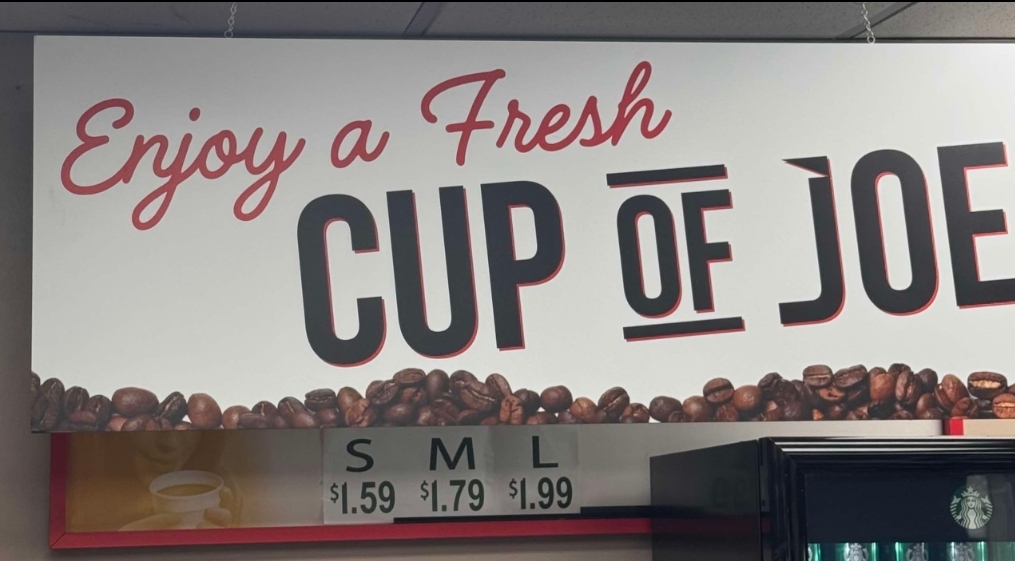 Enjoy a Fresh
CUP OF JOE
S M L
$1.59 $1.79 $1.99